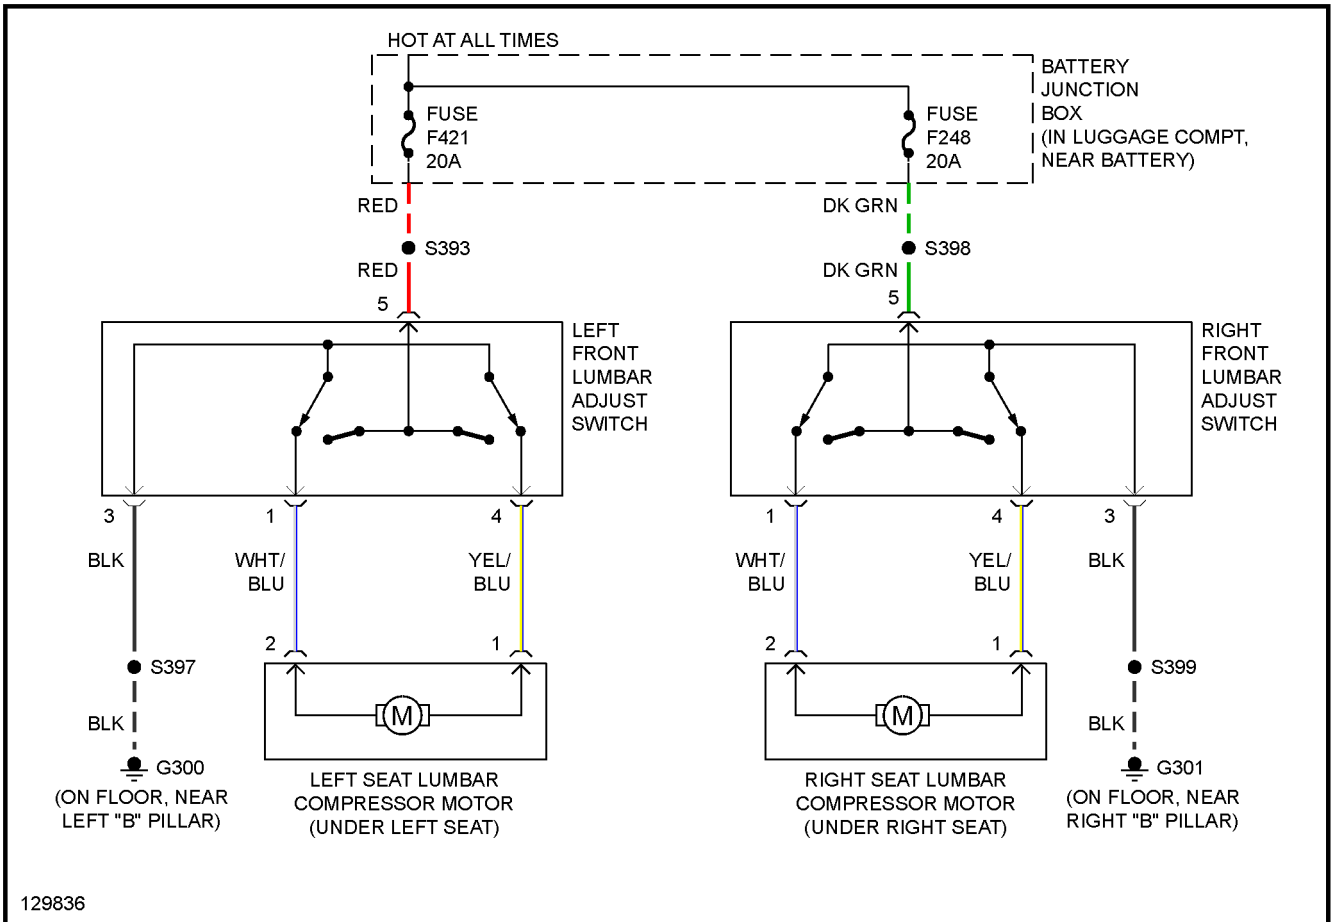 HOT AT ALL TIMES
BATTERY
JUNCTION
BOX
(IN LUGGAGE COMPT,
NEAR BATTERY)
FUSE
F421
20A
FUSE
F248
20A
RED
DK GRN
S393
S398
RED
DK GRN
5
5
LEFT
FRONT
LUMBAR
ADJUST
SWITCH
RIGHT
FRONT
LUMBAR
ADJUST
SWITCH
3
1
4
1
4
3
BLK
WHT/
BLU
YEL/
BLU
WHT/
BLU
YEL/
BLU
BLK
2
1
2
1
S397
S399
M
M
BLK
BLK
G300
(ON FLOOR, NEAR
LEFT "B" PILLAR)
LEFT SEAT LUMBAR
COMPRESSOR MOTOR
(UNDER LEFT SEAT)
RIGHT SEAT LUMBAR
COMPRESSOR MOTOR
(UNDER RIGHT SEAT)
G301
(ON FLOOR, NEAR
RIGHT "B" PILLAR)
129836